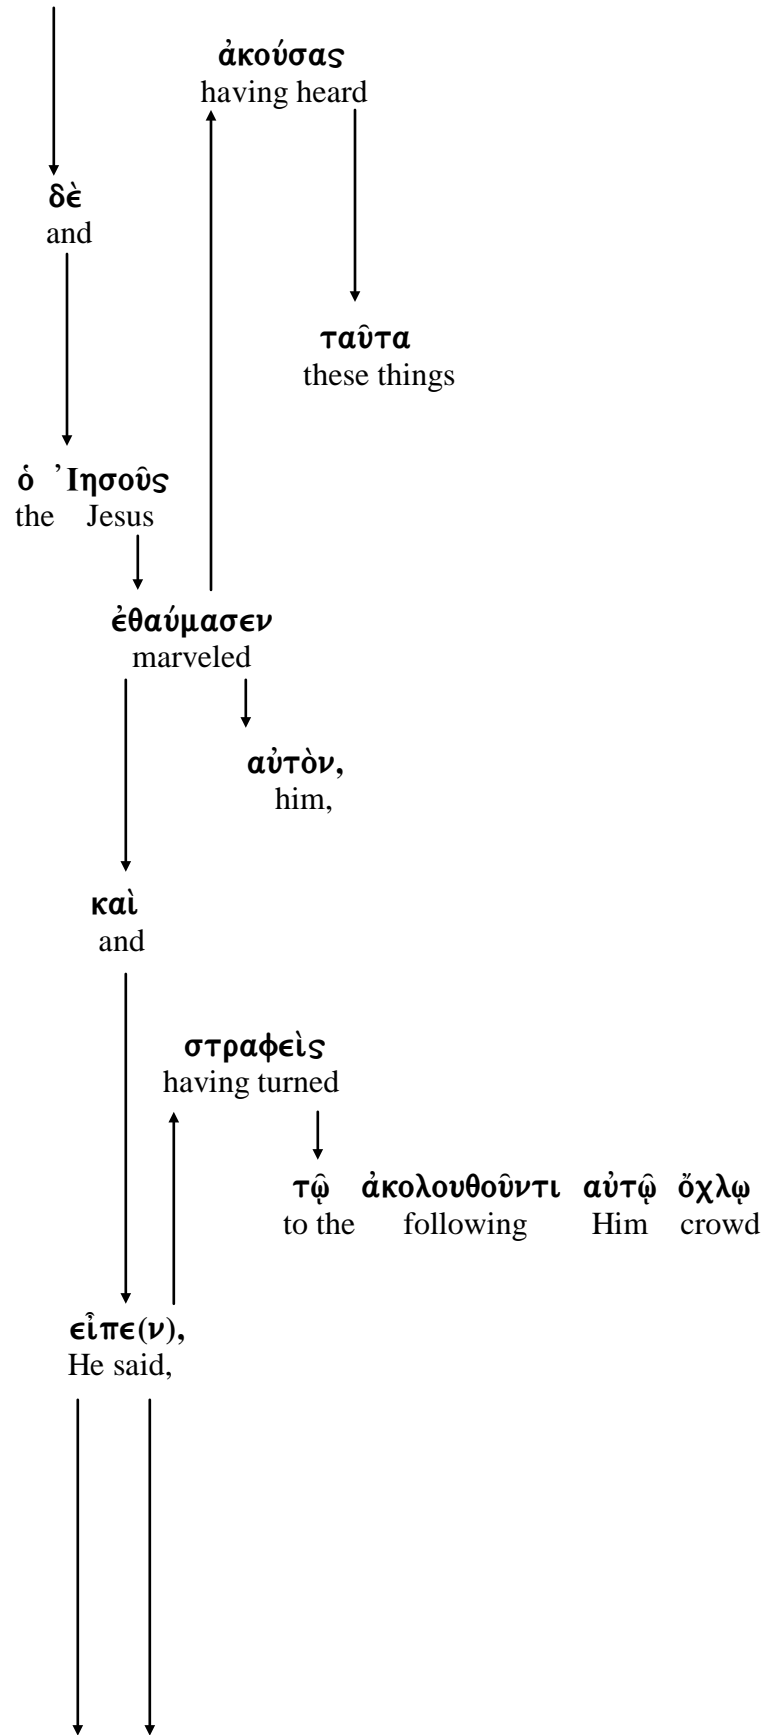 ἀκούσας
having heard
δὲ
and
ταῦτα
these things
ὁ Ἰησοῦς
the Jesus
ἐθαύμασεν
marveled
αὐτὸν,
him,
καὶ
and
στραφεὶς
having turned
τῷ ἀκολουθοῦντι αὐτῷ ὄχλῳ
to the following Him crowd
εἶπε(ν),
He said,